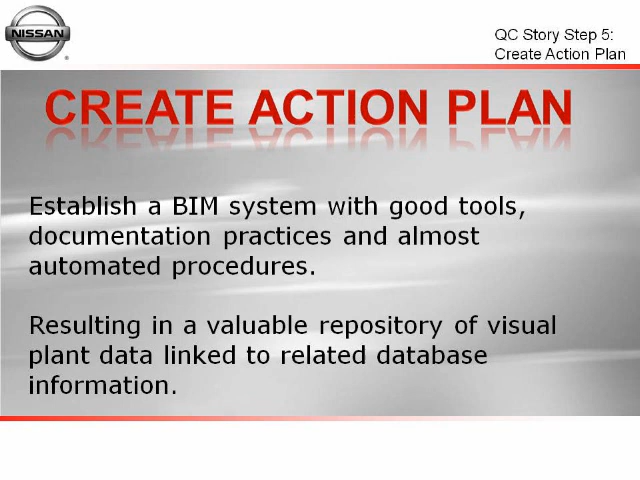 NISSAN
QC Story Step 5:
Create Action Plan
CREATE ACTION PLAN
Establish a BIM system with good tools,
documentation practices and almost
automated procedures.
Resulting in a valuable repository of visual
plant data linked to related database
information.